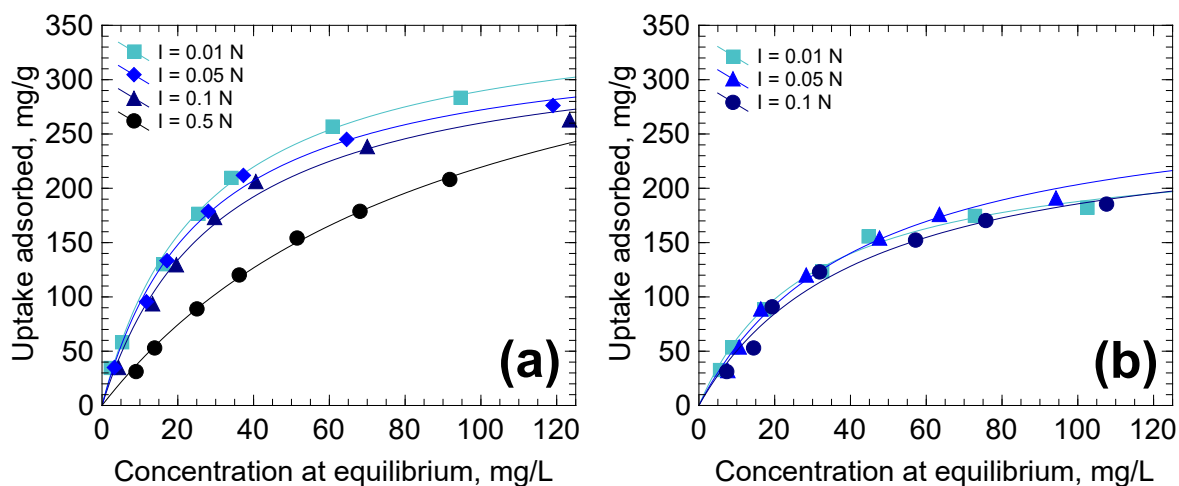 350
300
250
200
150
100
50
0
Uptake adsorbed, mg/g
I = 0.01 N
I = 0.05 N
I = 0.1 N
I = 0.5 N
(a)
0 20 40 60 80 100 120
Concentration at equilibrium, mg/L
350
300
250
200
150
100
50
0
Uptake adsorbed, mg/g
I = 0.01 N
I = 0.05 N
I = 0.1 N
(b)
0 20 40 60 80 100 120
Concentration at equilibrium, mg/L